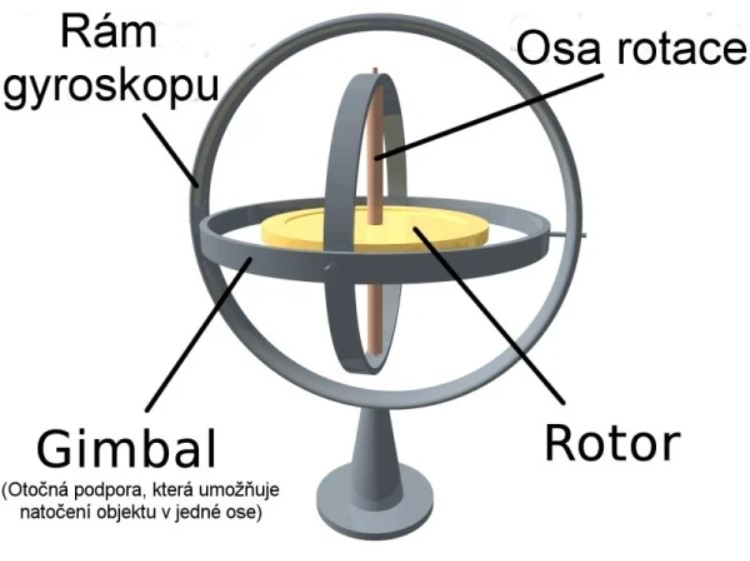 Rám
gyroskopu
Osa rotace
Gimbal
(Otočná podpora, která umožňuje
natočení objektu v jedné ose)
Rotor